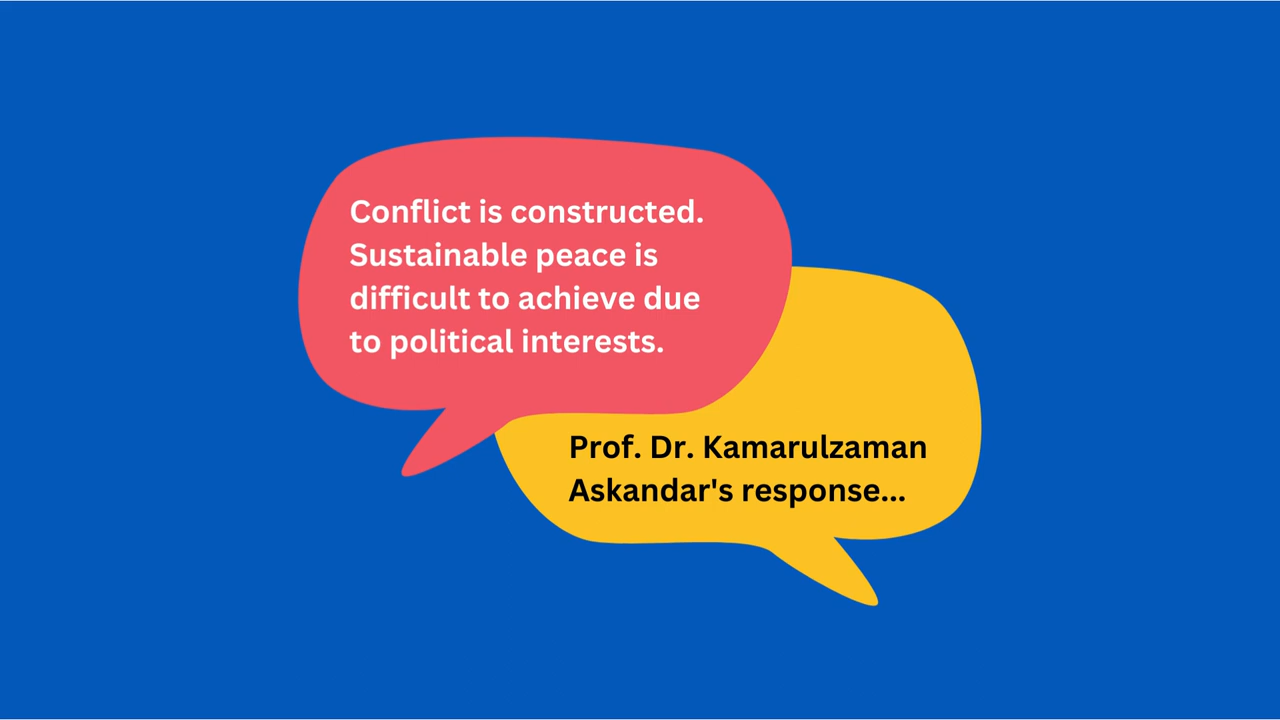 Conflict is constructed.
Sustainable peace is
difficult to achieve due
to political interests.
Prof. Dr. Kamarulzaman
Askandar's response...